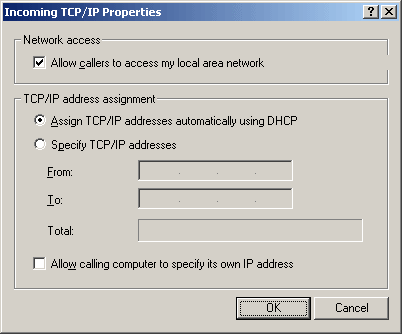 Incoming TCP/IP Properties
Network access
Allow callers to access my local area network
TCP/IP address assignment
Assign TCP/IP addresses automatically using DHCP
Specify TCP/IP addresses
From: . . .
To: . . .
Total:
Allow calling computer to specify its own IP address
OK Cancel